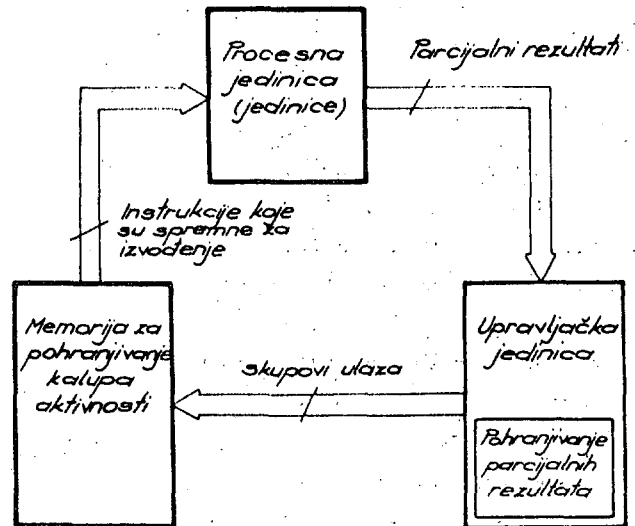 Procesna
jedinica
(jedinice)
Parcijalni rezultati
Instrukcije koje
su spremne za
izvođenje
Memorija za
pohranjivanje
kalupa
aktivnosti
skupovi ulaza
Upravljačka
jedinica
Pohranjivanje
parcijalnih
rezultata